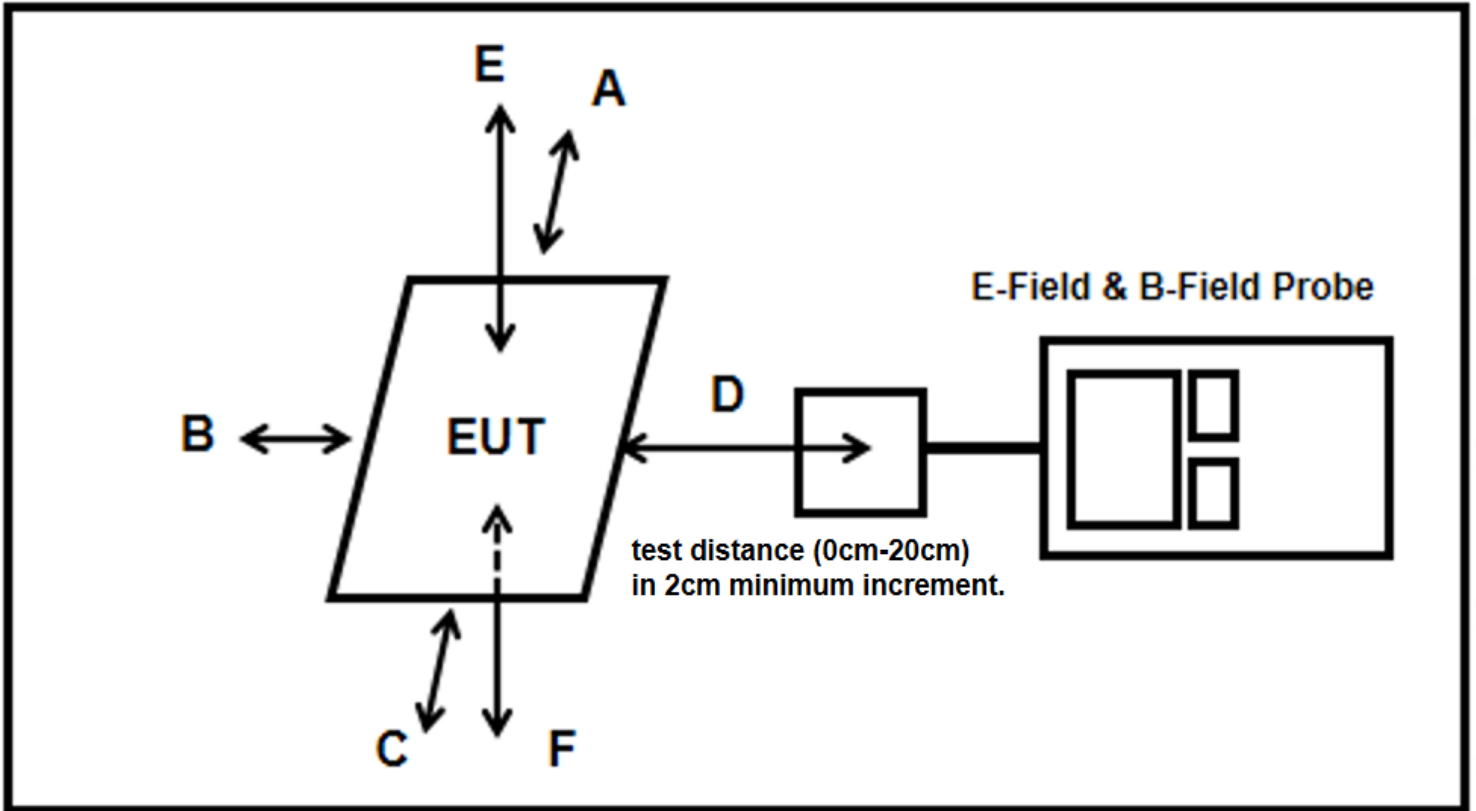 E
A
E-Field & B-Field Probe
D
B
EUT
test distance (0cm-20cm)
in 2cm minimum increment.
C
F